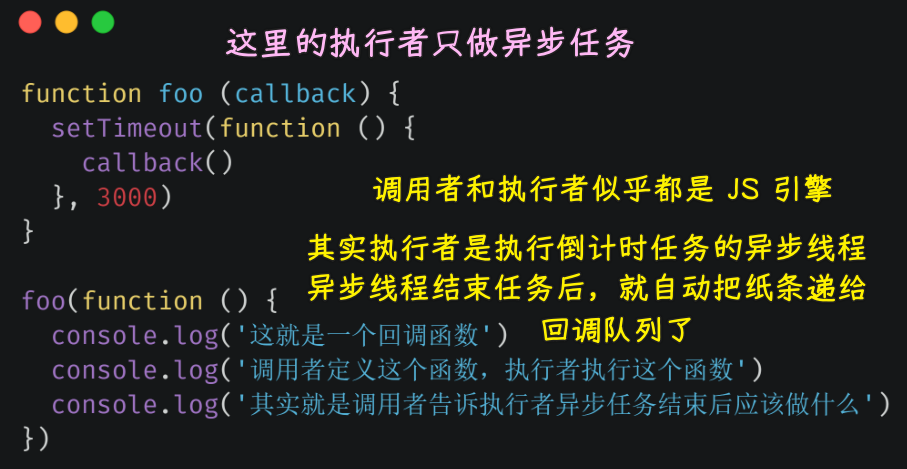 这里的执行者只做异步任务
function foo (callback) {
  setTimeout(function () {
    callback()
  }, 3000)
调用者和执行者似乎都是 JS 引擎
}
其实执行者是执行倒计时任务的异步线程
异步线程结束任务后，就自动把纸条递给
回调队列了
foo(function () {
  console.log('这就是一个回调函数')
  console.log('调用者定义这个函数，执行者执行这个函数')
  console.log('其实就是调用者告诉执行者异步任务结束后应该做什么')
})